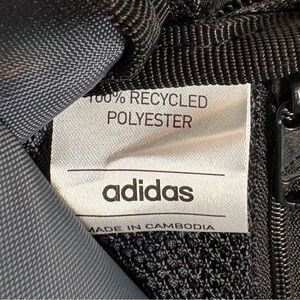 100% RECYCLED
POLYESTER
adidas
MADE IN CAMBODIA